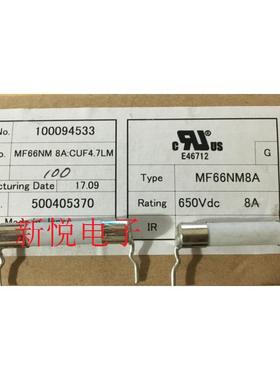 No. 100094533
o. MF66NM 8A:CUF4.7LM
100
cturing Date 17.09
500405370
c RU US
E46712
G
Type MF66NM8A
Rating 650Vdc 8A
IR
新悦电子